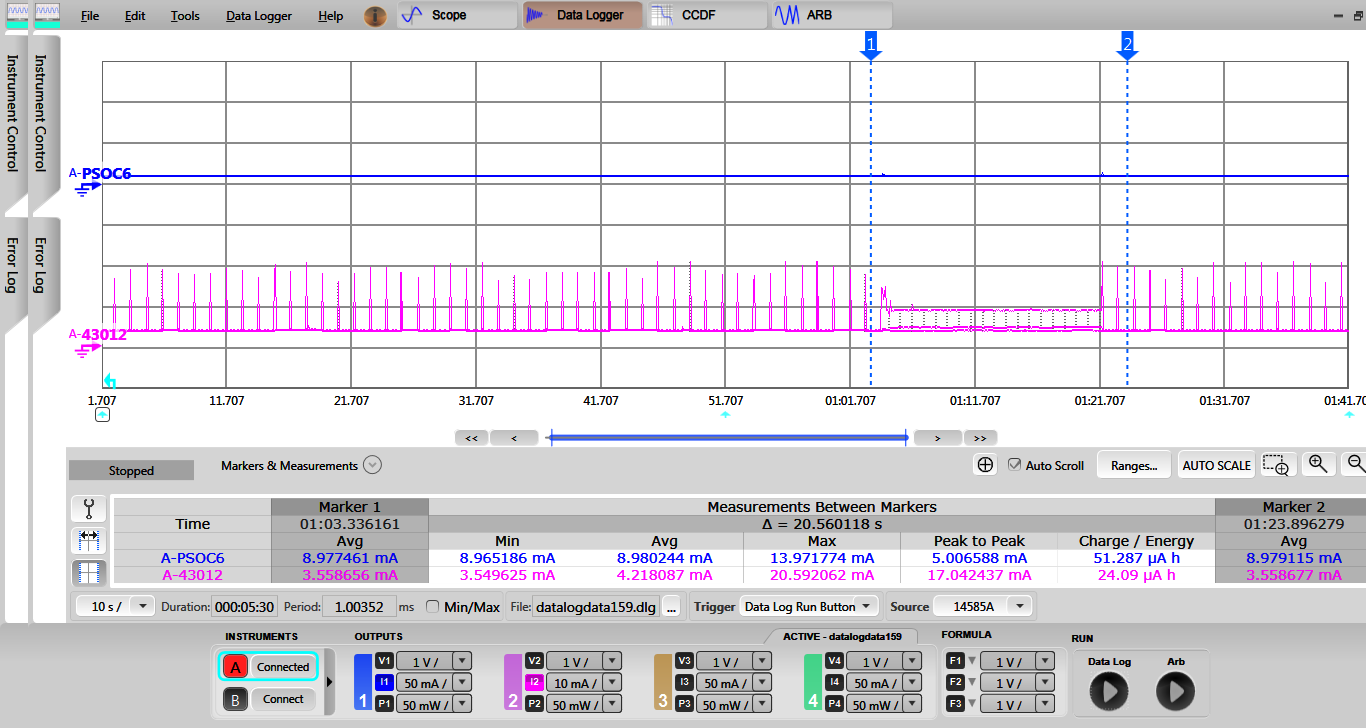 File Edit Tools Data Logger Help Scope Data Logger CCDF ARB
Instrument Control
Instrument Control
Error Log
Error Log
1 2
A-PSOC6
A-43012
1.707 11.707 21.707 31.707 41.707 51.707 01:01.707 01:11.707 01:21.707 01:31.707 01:41.70
<< < > >>
Stopped Markers & Measurements Auto Scroll Ranges... AUTO SCALE
Marker 1 Measurements Between Markers Marker 2
Time 01:03.336161 Δ = 20.560118 s 01:23.896279
Avg Min Avg Max Peak to Peak Charge / Energy Avg
A-PSOC6 8.977461 mA 8.965186 mA 8.980244 mA 13.971774 mA 5.006588 mA 51.287 µA h 8.979115 mA
A-43012 3.558656 mA 3.549625 mA 4.218087 mA 20.592062 mA 17.042437 mA 24.09 µA h 3.558677 mA
10 s / Duration: 000:05:30 Period: 1.00352 ms Min/Max File: datalogdata159.dlg ... Trigger Data Log Run Button Source 14585A
INSTRUMENTS OUTPUTS ACTIVE - datalogdata159 FORMULA RUN
A Connected
B Connect
1 V1 1 V / I1 50 mA / P1 50 mW /
2 V2 1 V / I2 10 mA / P2 50 mW /
3 V3 1 V / I3 50 mA / P3 50 mW /
4 V4 1 V / I4 50 mA / P4 50 mW /
F1 1 V /
F2 1 V /
F3 1 V /
Data Log Arb